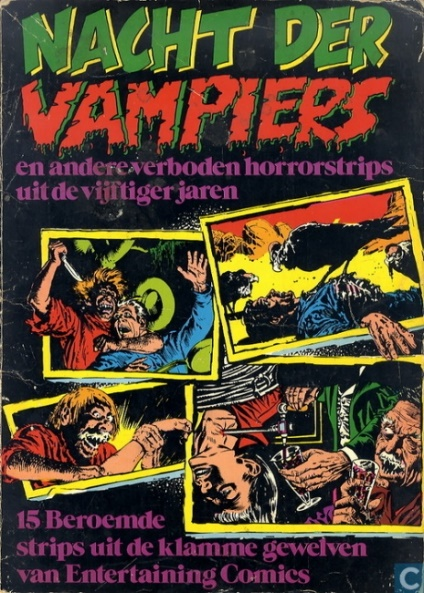 NACHT DER
VAMPIERS
en andere verboden horrorstrips
uit de vijftiger jaren
15 Beroemde
strips uit de klamme gewelven
van Entertaining Comics
C